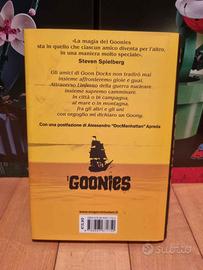 «La magia dei Goonies
sta in quello che ciascun amico diventa per l'altro,
in una maniera molto speciale».
Steven Spielberg
Gli amici di Goon Docks non tradirò mai
insieme affronteremo gioie e guai.
Attraverso l'inferno della guerra nucleare
insieme sapremo camminare.
In città o in campagna,
al mare o in montagna,
fra gli altri e gli uni
con orgoglio mi dichiaro un Goony.
Con una postfazione di Alessandro "DocManhattan" Apreda
I GOONIES
Subito